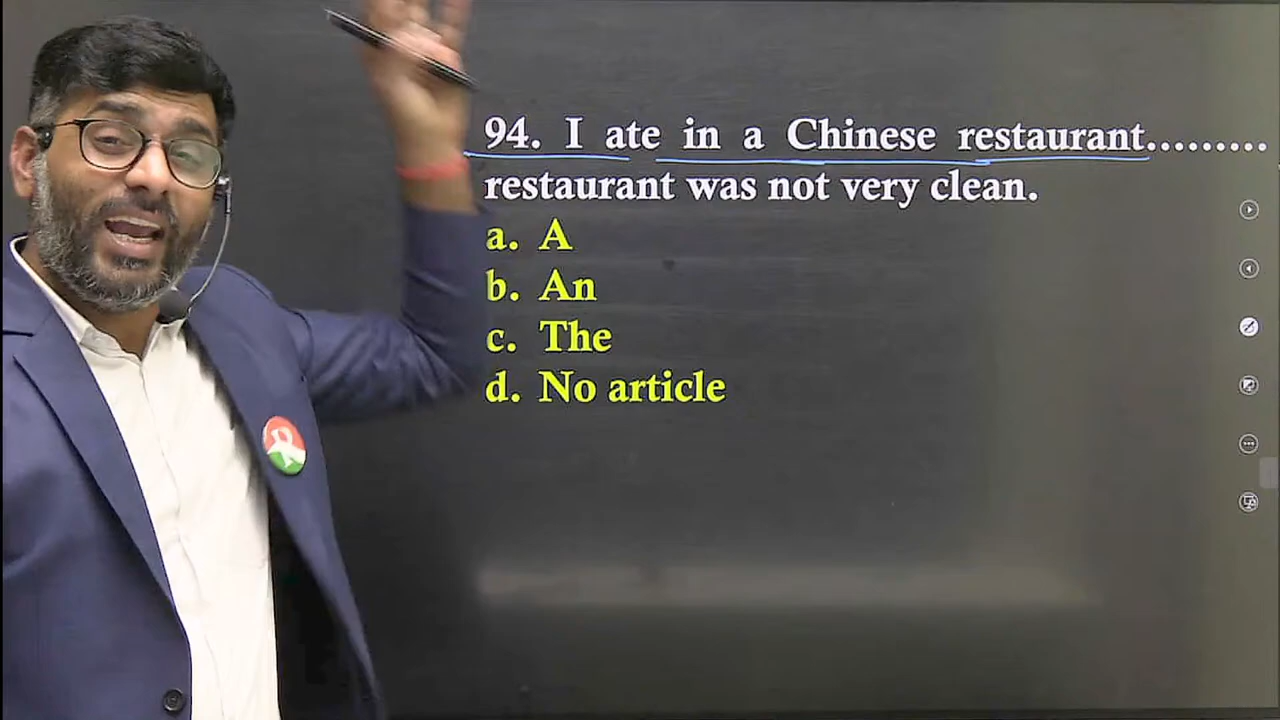 94. I ate in a Chinese restaurant.........
restaurant was not very clean.
a. A
b. An
c. The
d. No article